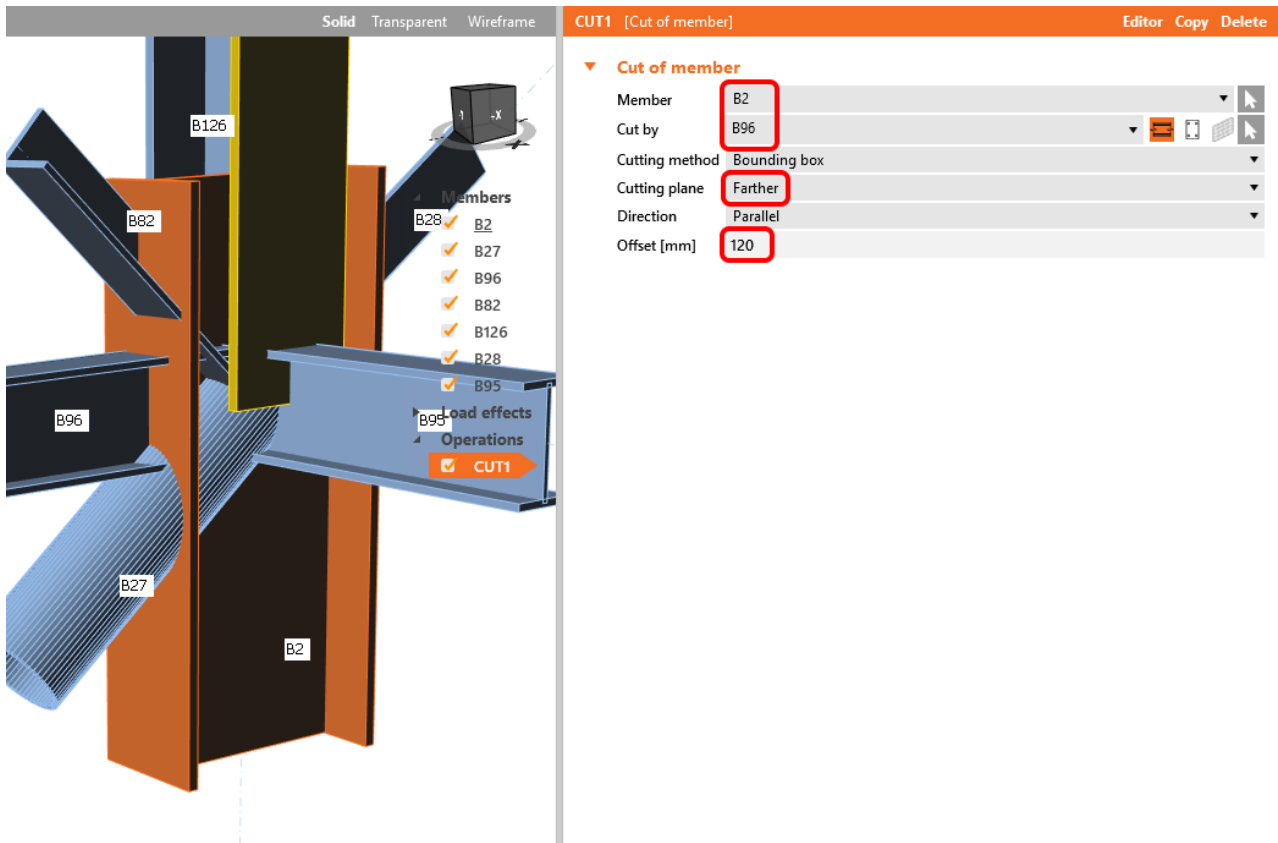 Solid Transparent Wireframe
CUT1 [Cut of member] Editor Copy Delete
Cut of member
Member B2
Cut by B96
Cutting method Bounding box
Cutting plane Farther
Direction Parallel
Offset [mm] 120
-X
B126
Members
B82
B28
B2
B27
B96
B82
B126
B28
B95
Load effects
B96
B95
Operations
CUT1
B27
B2